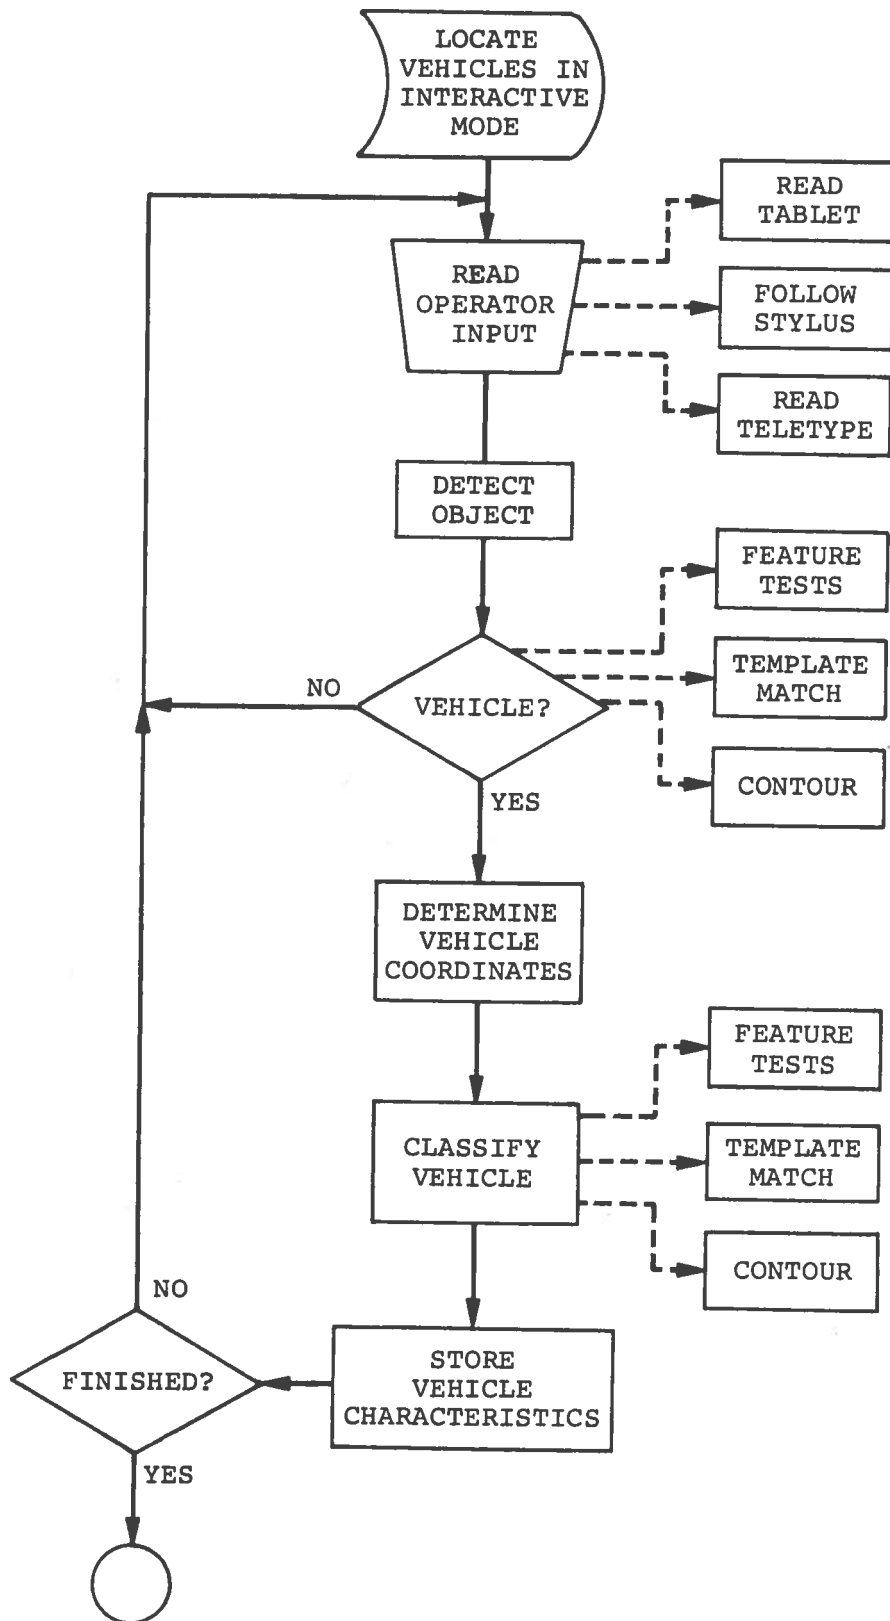 LOCATE
VEHICLES IN
INTERACTIVE
MODE
READ
TABLET
READ
OPERATOR
INPUT
FOLLOW
STYLUS
READ
TELETYPE
DETECT
OBJECT
FEATURE
TESTS
TEMPLATE
MATCH
NO
VEHICLE?
CONTOUR
YES
DETERMINE
VEHICLE
COORDINATES
FEATURE
TESTS
CLASSIFY
VEHICLE
TEMPLATE
MATCH
CONTOUR
NO
STORE
VEHICLE
CHARACTERISTICS
FINISHED?
YES